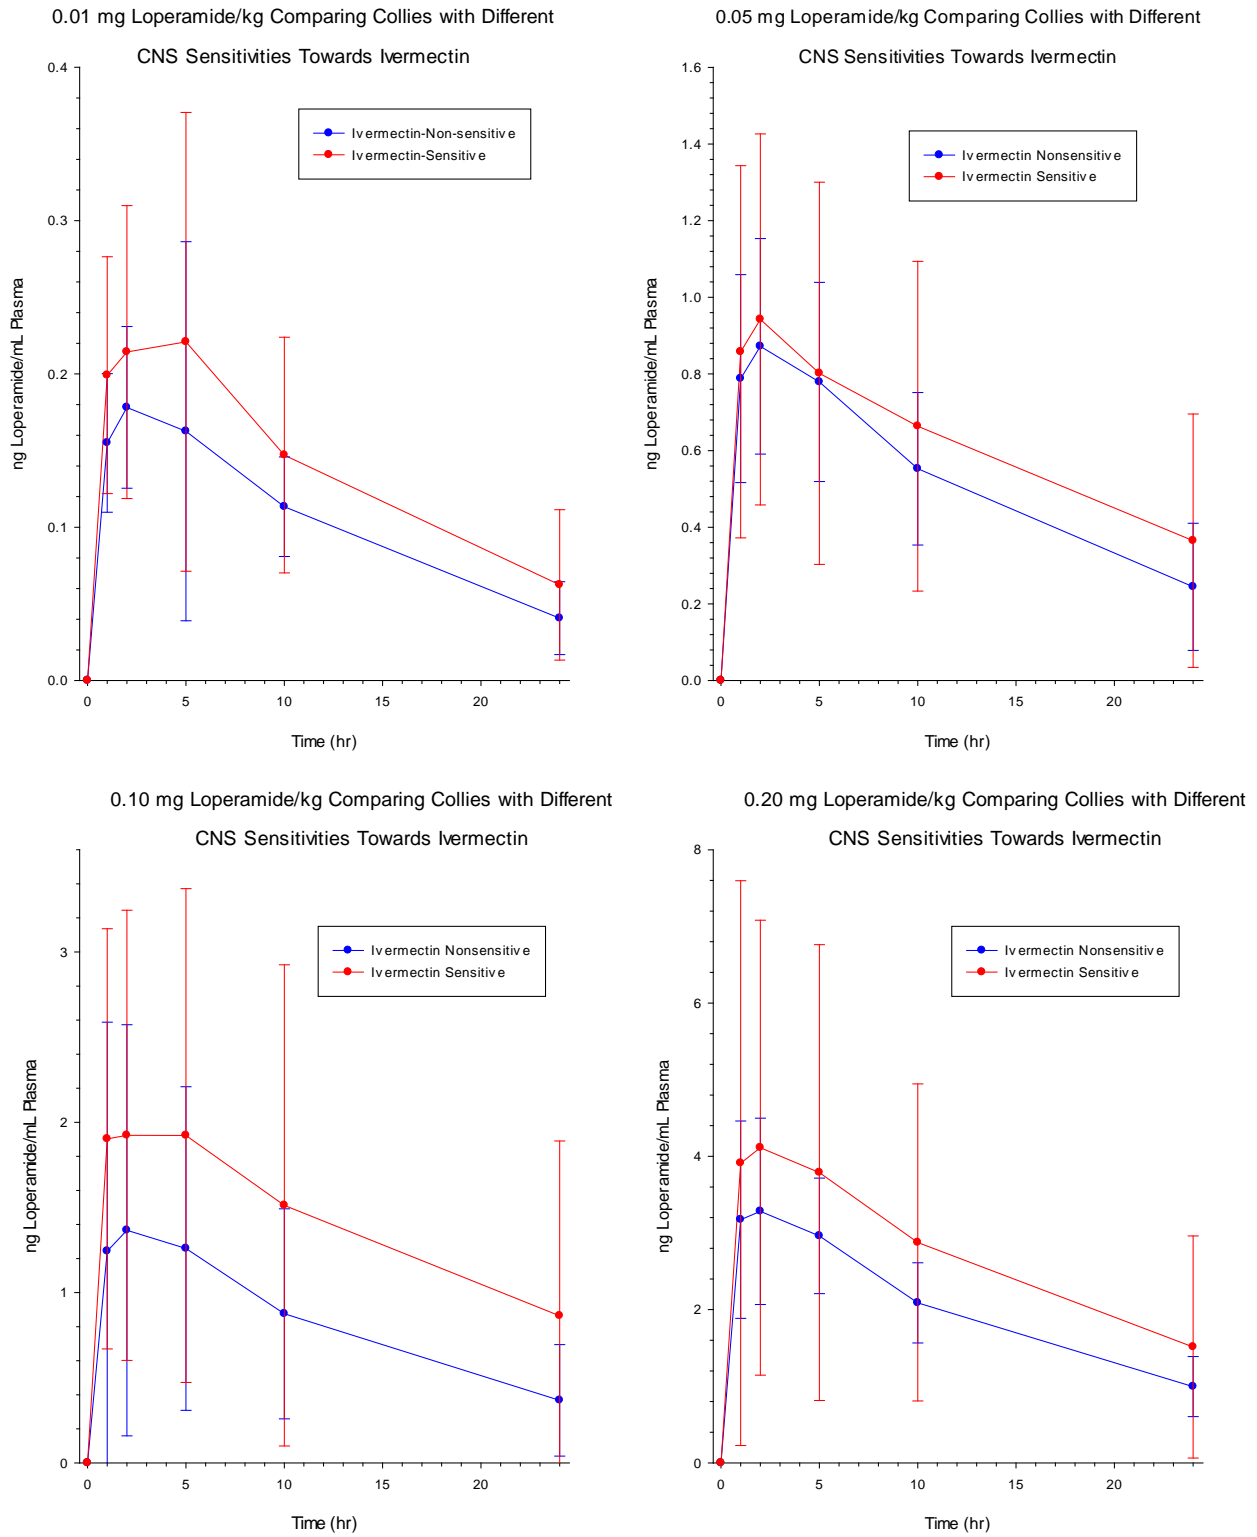 0.01 mg Loperamide/kg Comparing Collies with Different
CNS Sensitivities Towards Ivermectin
0.4
0.3
0.2
0.1
0.0
ng Loperamide/mL Plasma
Ivermectin-Non-sensitive
Ivermectin-Sensitive
0 5 10 15 20
Time (hr)
0.05 mg Loperamide/kg Comparing Collies with Different
CNS Sensitivities Towards Ivermectin
1.6
1.4
1.2
1.0
0.8
0.6
0.4
0.2
0.0
ng Loperamide/mL Plasma
Ivermectin Nonsensitive
Ivermectin Sensitive
0 5 10 15 20
Time (hr)
0.10 mg Loperamide/kg Comparing Collies with Different
CNS Sensitivities Towards Ivermectin
3
2
1
0
ng Loperamide/mL Plasma
Ivermectin Nonsensitive
Ivermectin Sensitive
0 5 10 15 20
Time (hr)
0.20 mg Loperamide/kg Comparing Collies with Different
CNS Sensitivities Towards Ivermectin
8
6
4
2
0
ng Loperamide/mL Plasma
Ivermectin Nonsensitive
Ivermectin Sensitive
0 5 10 15 20
Time (hr)